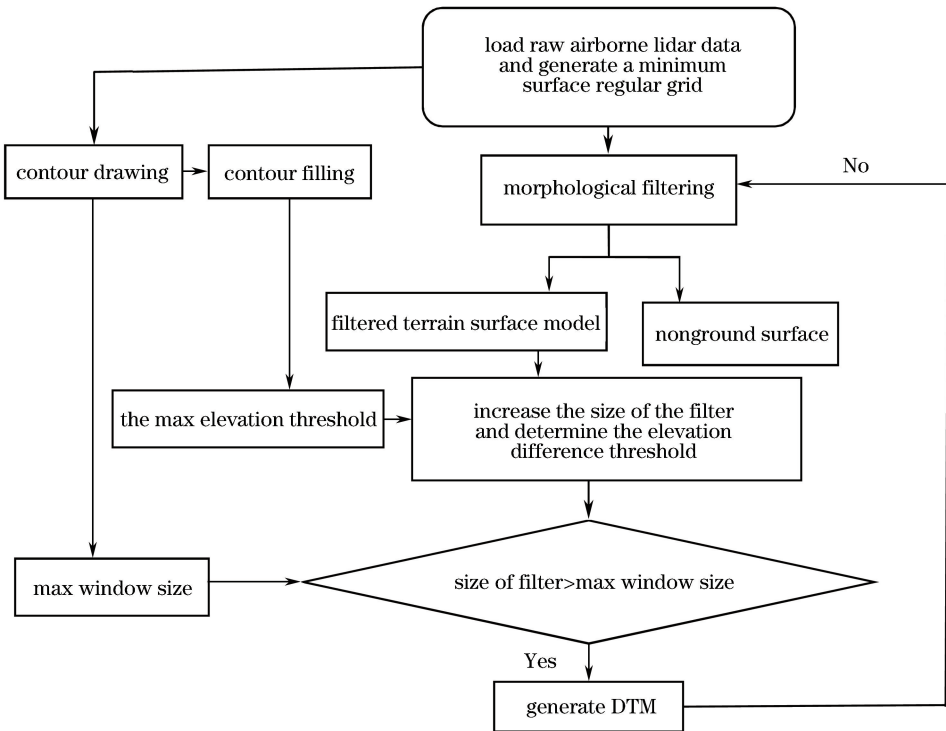 load raw airborne lidar data
and generate a minimum
surface regular grid
contour drawing
contour filling
morphological filtering
No
filtered terrain surface model
nonground surface
the max elevation threshold
increase the size of the filter
and determine the elevation
difference threshold
max window size
size of filter>max window size
Yes
generate DTM